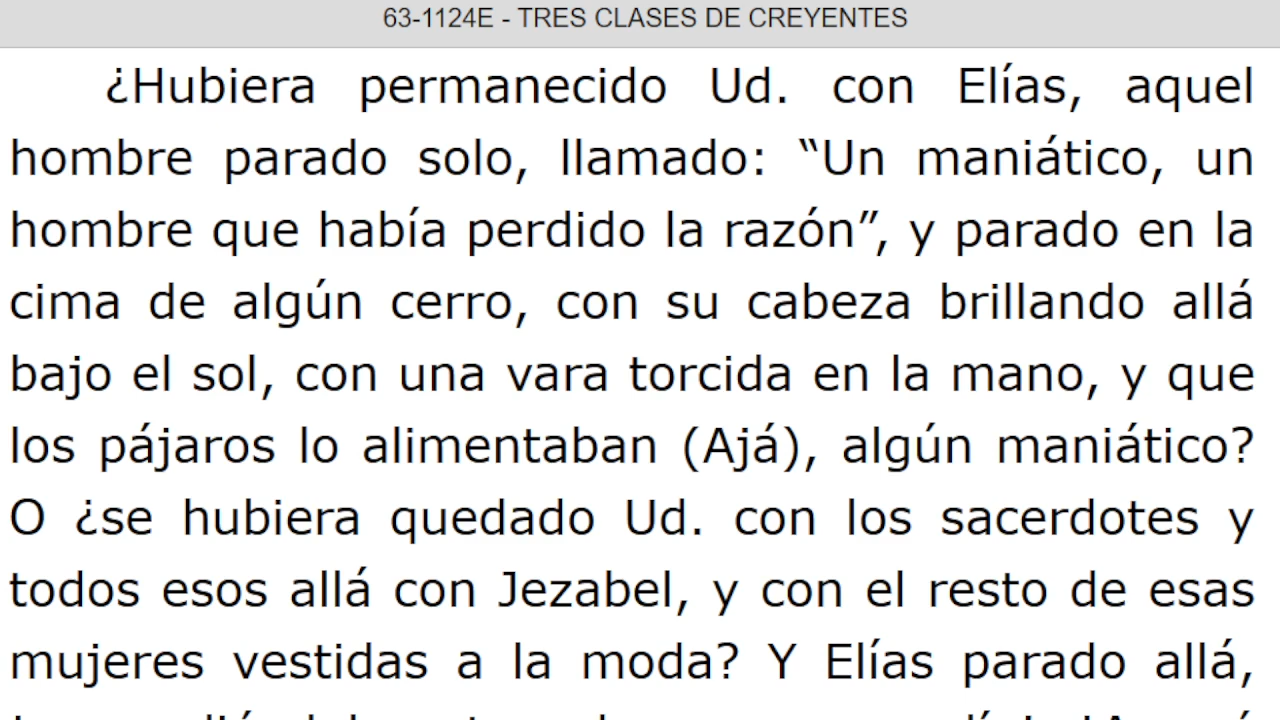 63-1124E - TRES CLASES DE CREYENTES
¿Hubiera permanecido Ud. con Elías, aquel
hombre parado solo, llamado: “Un maniático, un
hombre que había perdido la razón”, y parado en la
cima de algún cerro, con su cabeza brillando allá
bajo el sol, con una vara torcida en la mano, y que
los pájaros lo alimentaban (Ajá), algún maniático?
O ¿se hubiera quedado Ud. con los sacerdotes y
todos esos allá con Jezabel, y con el resto de esas
mujeres vestidas a la moda? Y Elías parado allá,